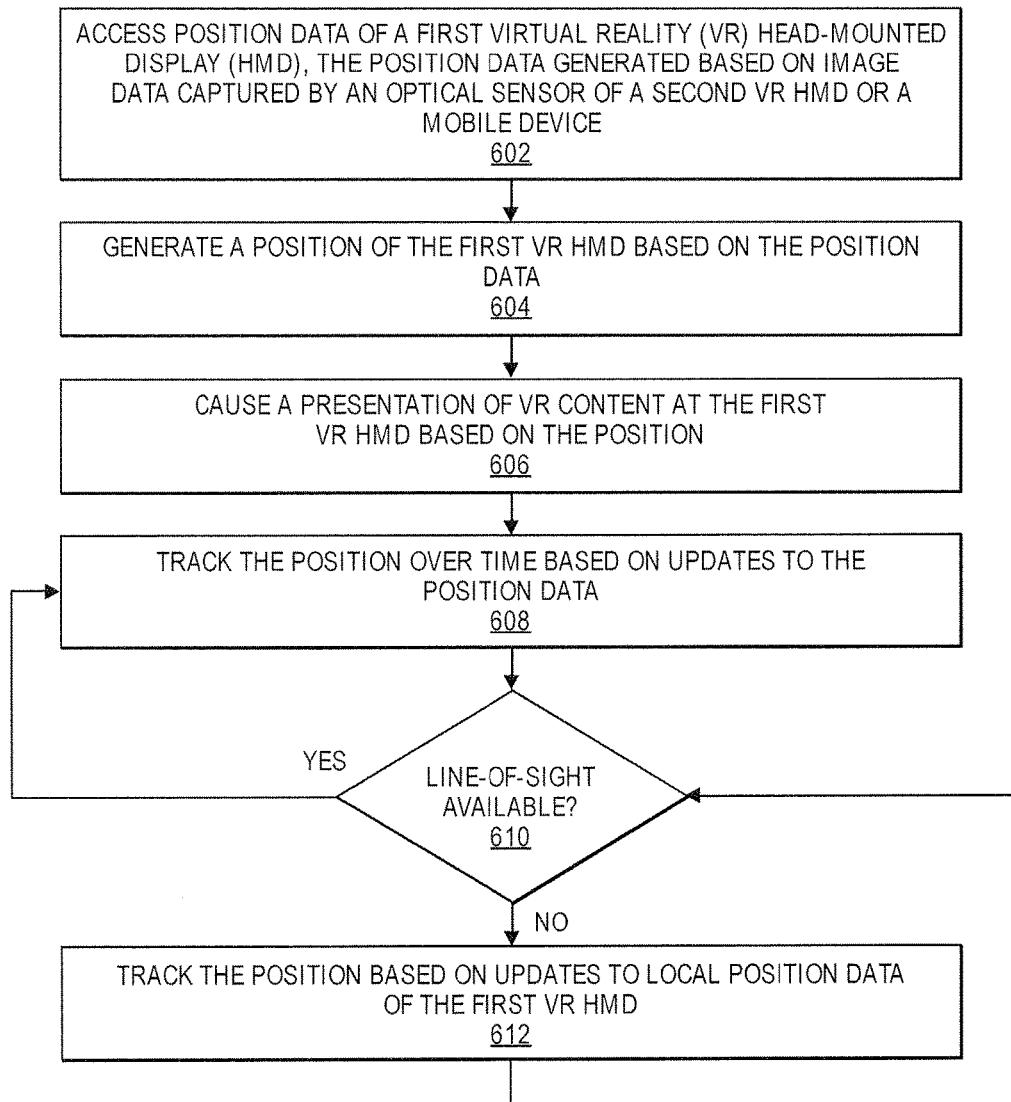 ACCESS POSITION DATA OF A FIRST VIRTUAL REALITY (VR) HEAD-MOUNTED
DISPLAY (HMD), THE POSITION DATA GENERATED BASED ON IMAGE
DATA CAPTURED BY AN OPTICAL SENSOR OF A SECOND VR HMD OR A
MOBILE DEVICE
602
GENERATE A POSITION OF THE FIRST VR HMD BASED ON THE POSITION
DATA
604
CAUSE A PRESENTATION OF VR CONTENT AT THE FIRST
VR HMD BASED ON THE POSITION
606
TRACK THE POSITION OVER TIME BASED ON UPDATES TO THE
POSITION DATA
608
YES
LINE-OF-SIGHT
AVAILABLE?
610
NO
TRACK THE POSITION BASED ON UPDATES TO LOCAL POSITION DATA
OF THE FIRST VR HMD
612